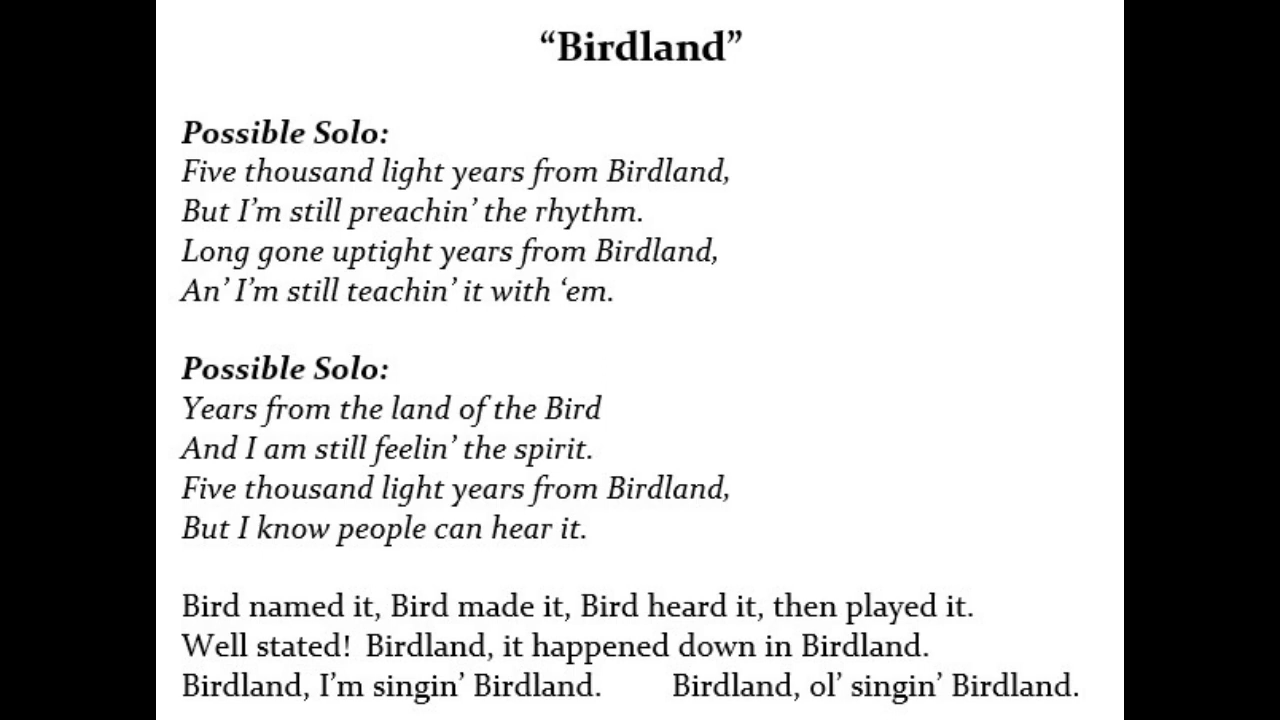 “Birdland”
Possible Solo:
Five thousand light years from Birdland,
But I’m still preachin’ the rhythm.
Long gone uptight years from Birdland,
An’ I’m still teachin’ it with ‘em.
Possible Solo:
Years from the land of the Bird
And I am still feelin’ the spirit.
Five thousand light years from Birdland,
But I know people can hear it.
Bird named it, Bird made it, Bird heard it, then played it.
Well stated!  Birdland, it happened down in Birdland.
Birdland, I’m singin’ Birdland.        Birdland, ol’ singin’ Birdland.